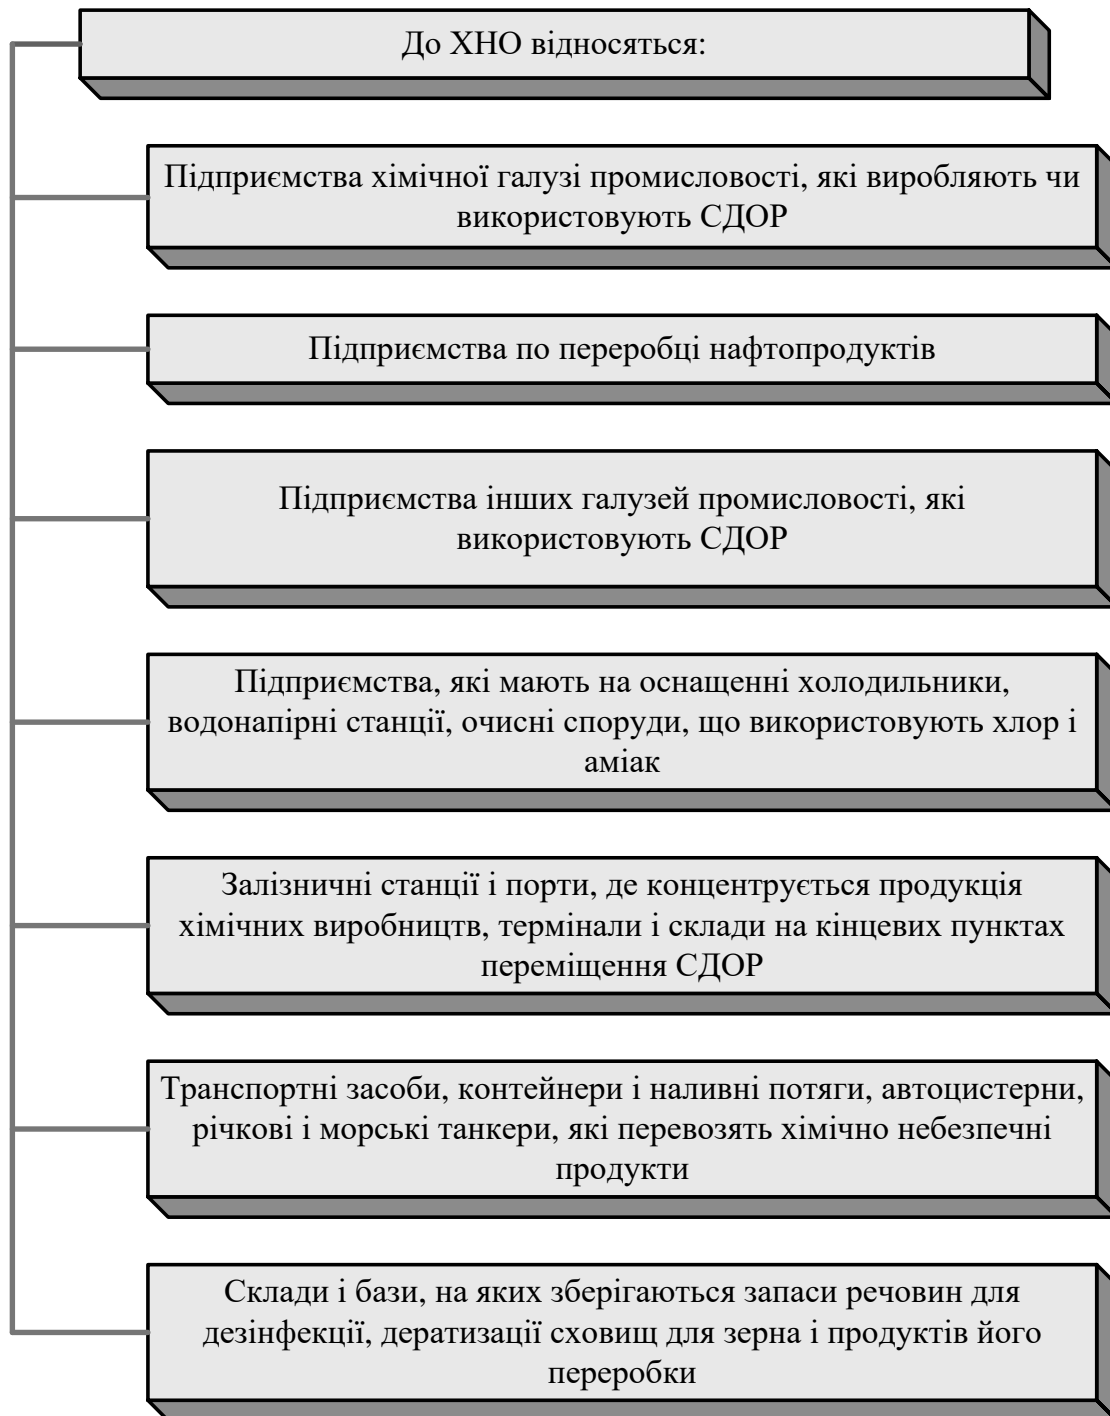 До ХНО відносяться:
Підприємства хімічної галузі промисловості, які виробляють чи
використовують СДОР
Підприємства по переробці нафтопродуктів
Підприємства інших галузей промисловості, які
використовують СДОР
Підприємства, які мають на оснащенні холодильники,
водонапірні станції, очисні споруди, що використовують хлор і
аміак
Залізничні станції і порти, де концентрується продукція
хімічних виробництв, термінали і склади на кінцевих пунктах
переміщення СДОР
Транспортні засоби, контейнери і наливні потяги, автоцистерни,
річкові і морські танкери, які перевозять хімічно небезпечні
продукти
Склади і бази, на яких зберігаються запаси речовин для
дезінфекції, дератизації сховищ для зерна і продуктів його
переробки